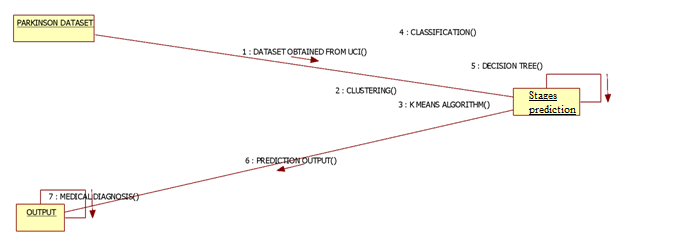 PARKINSON DATASET
4 : CLASSIFICATION()
1 : DATASET OBTAINED FROM UCI()
5 : DECISION TREE()
2 : CLUSTERING()
Stages
prediction
3 : K MEANS ALGORITHM()
6 : PREDICTION OUTPUT()
7 : MEDICAL DIAGNOSIS()
OUTPUT